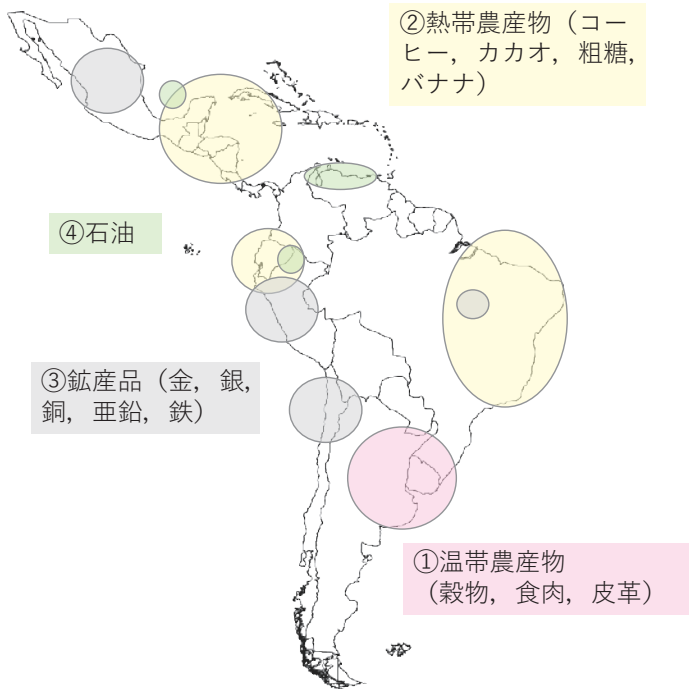 ②熱帯農産物（コー
ヒー，カカオ，粗糖，
バナナ）
④石油
③鉱産品（金，銀，
銅，亜鉛，鉄）
①温帯農産物
（穀物，食肉，皮革）